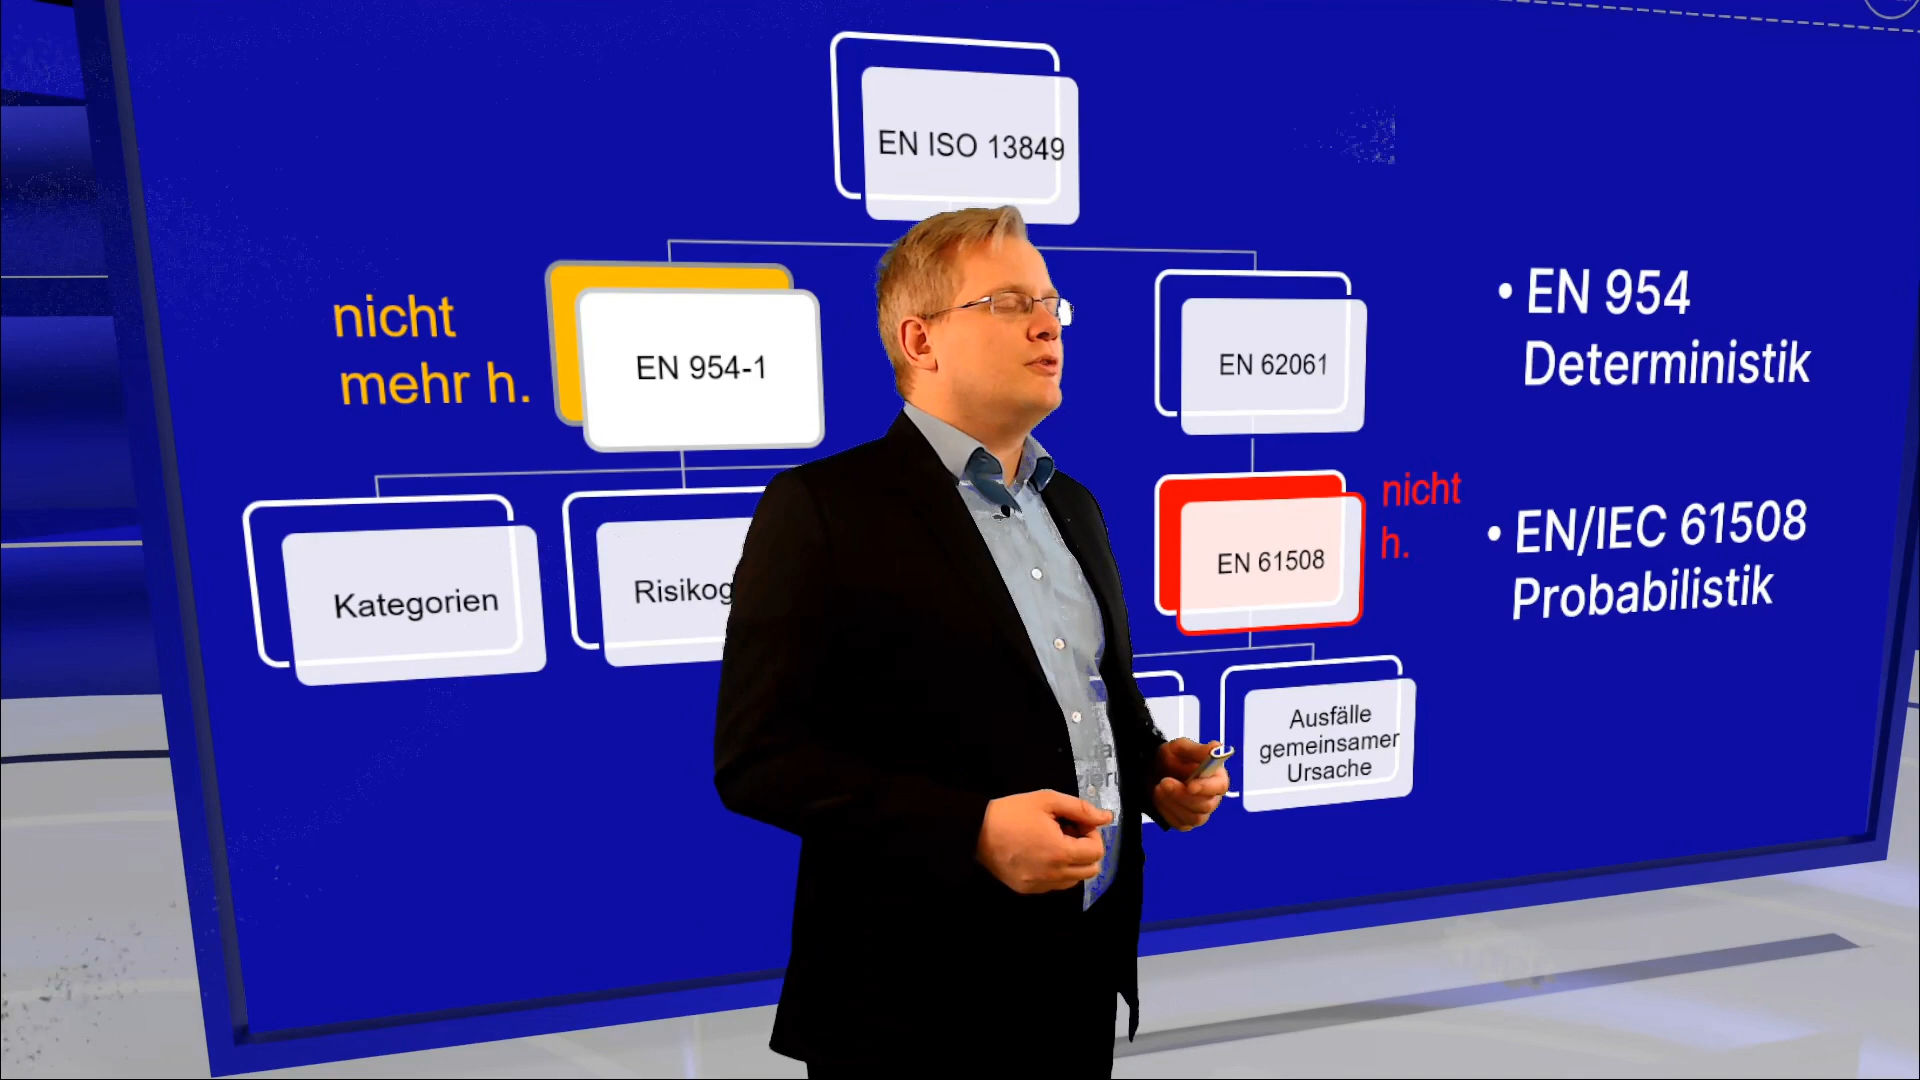 EN ISO 13849
nicht
mehr h.
EN 954-1
EN 62061
• EN 954
Deterministik
Kategorien
EN 61508
nicht
h.
• EN/IEC 61508
Probabilistik
Ausfälle
gemeinsamer
Ursache